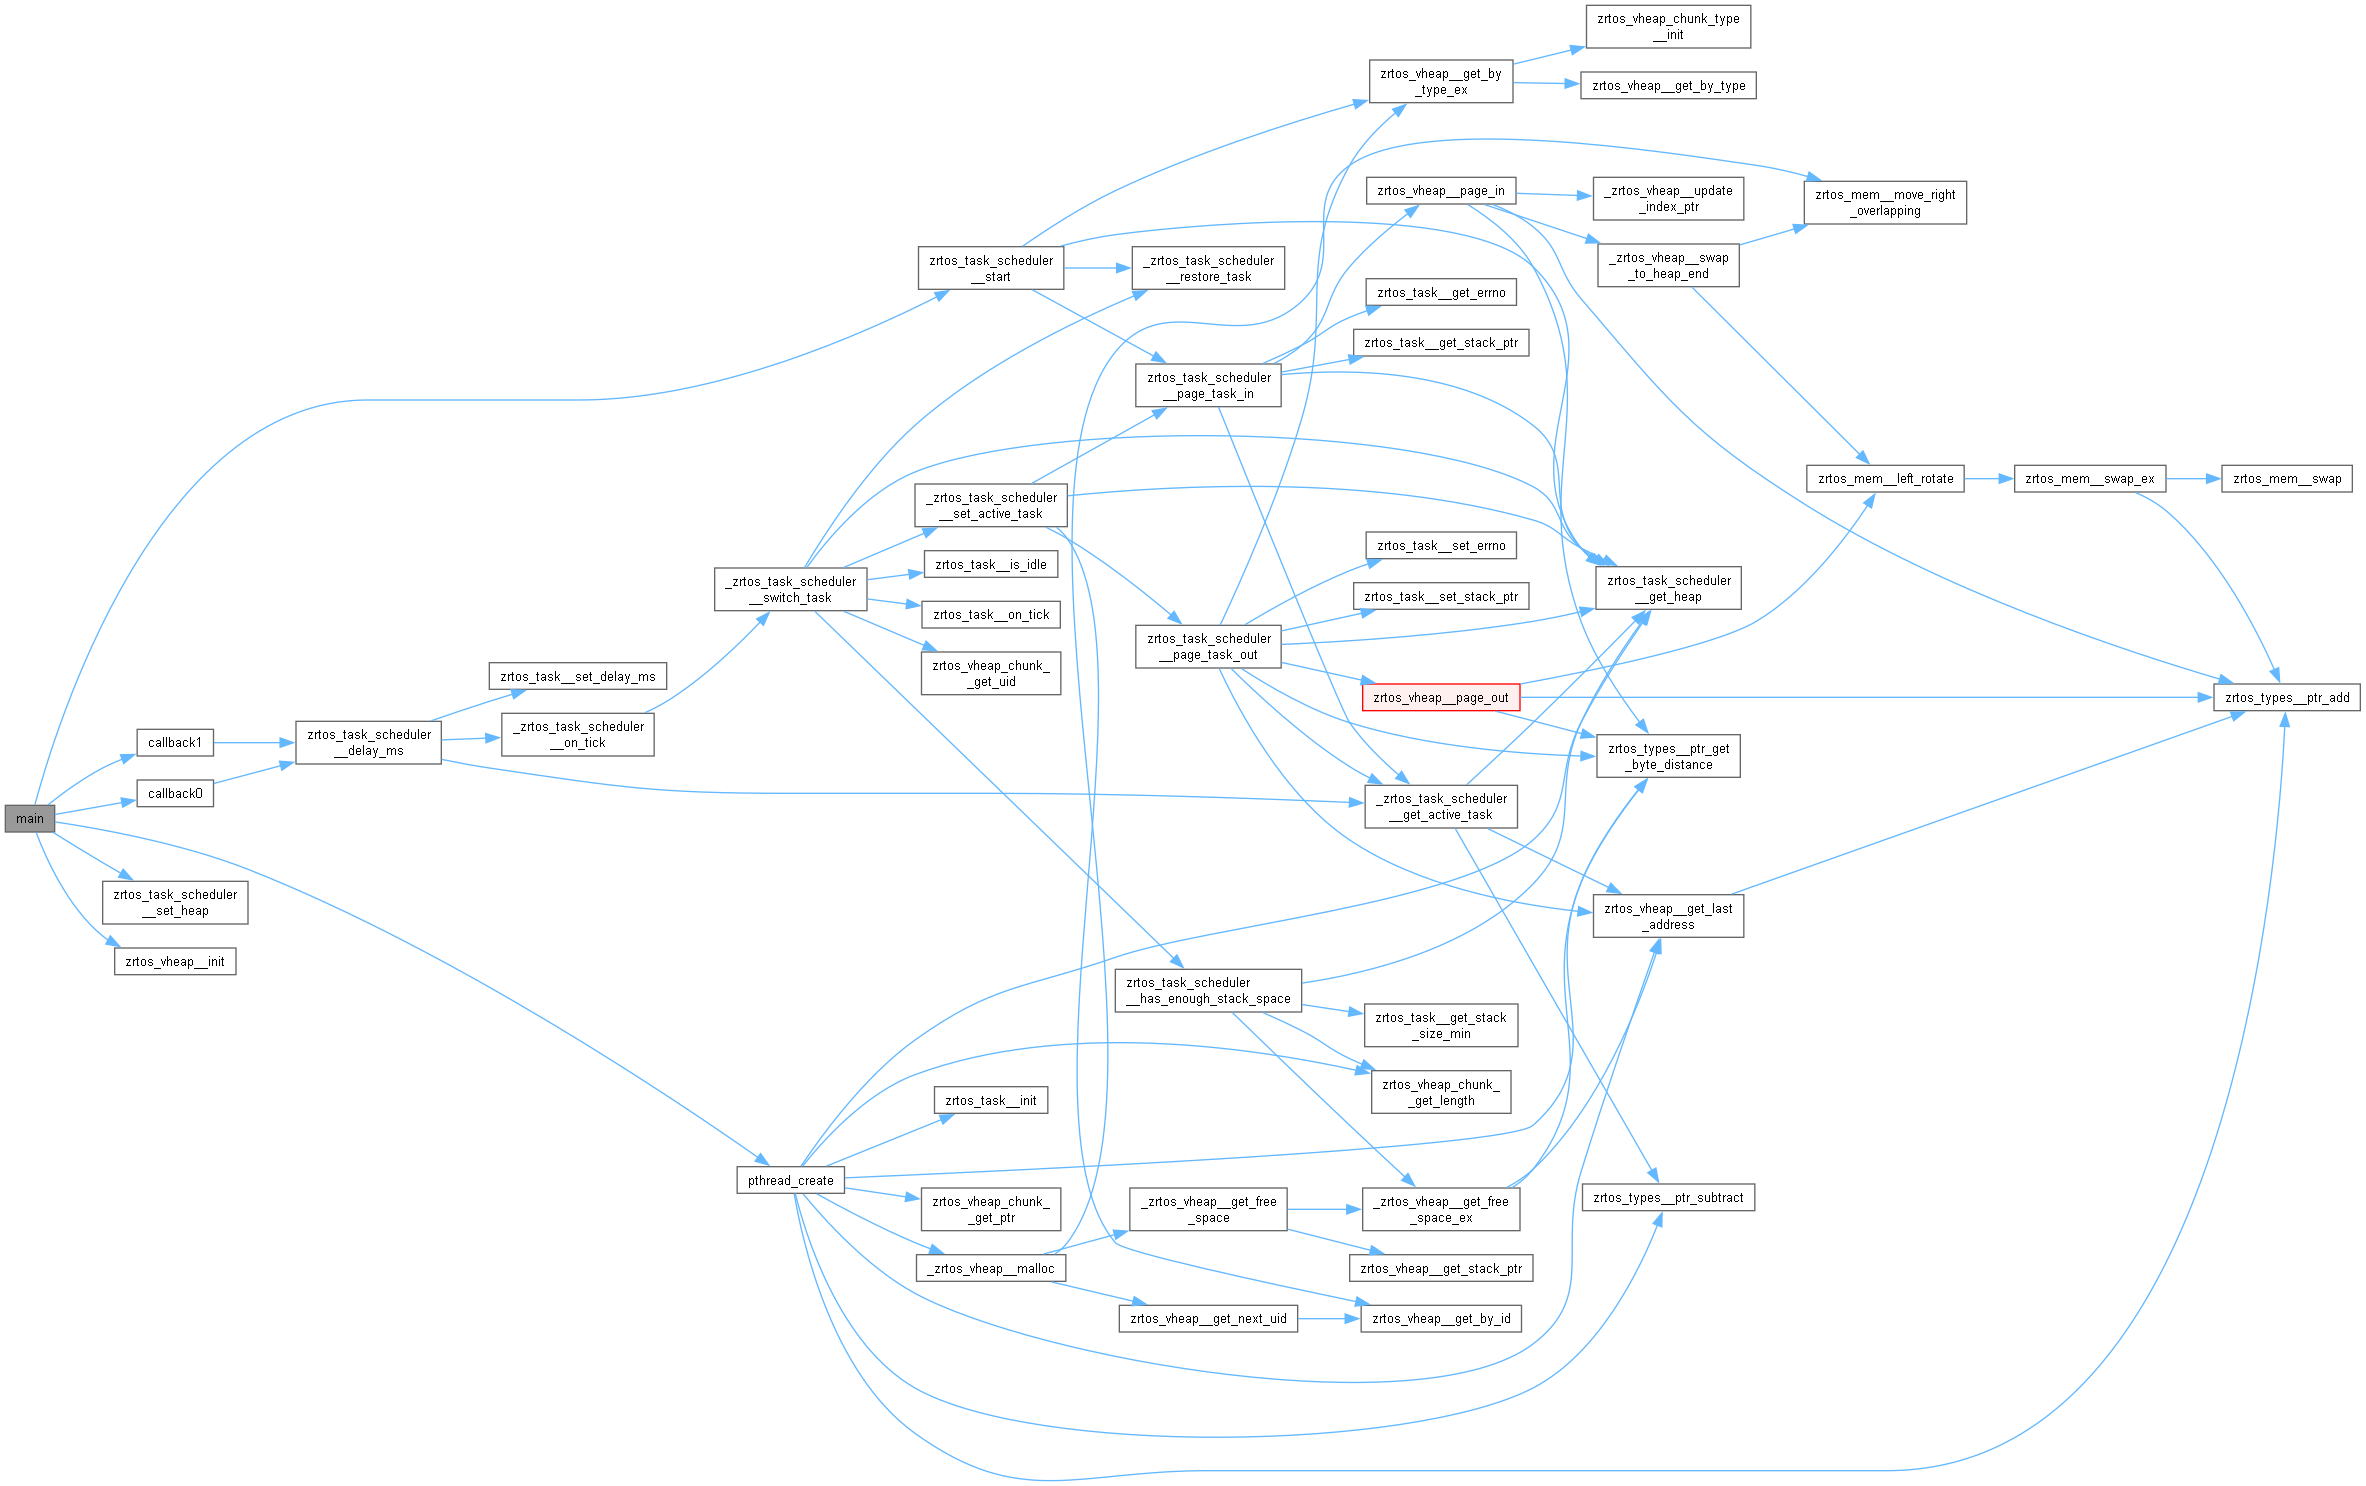 main
callback1
callback0
zrtos_task_scheduler
__set_heap
zrtos_vheap__init
zrtos_task_scheduler
__delay_ms
zrtos_task__set_delay_ms
_zrtos_task_scheduler
__on_tick
_zrtos_task_scheduler
__switch_task
pthread_create
zrtos_task_scheduler
__start
_zrtos_task_scheduler
__set_active_task
zrtos_task__is_idle
zrtos_task__on_tick
zrtos_vheap_chunk_
_get_uid
zrtos_task__init
zrtos_vheap_chunk_
_get_ptr
_zrtos_vheap__malloc
_zrtos_task_scheduler
__restore_task
zrtos_task_scheduler
__page_task_in
zrtos_task_scheduler
__page_task_out
zrtos_task_scheduler
__has_enough_stack_space
_zrtos_vheap__get_free
_space
zrtos_vheap__get_next_uid
zrtos_vheap__get_by
_type_ex
zrtos_vheap__page_in
zrtos_task__get_errno
zrtos_task__get_stack_ptr
zrtos_task__set_errno
zrtos_task__set_stack_ptr
zrtos_vheap__page_out
_zrtos_task_scheduler
__get_active_task
zrtos_task__get_stack
_size_min
zrtos_vheap_chunk_
_get_length
_zrtos_vheap__get_free
_space_ex
zrtos_vheap__get_stack_ptr
zrtos_vheap__get_by_id
zrtos_vheap_chunk_type
__init
zrtos_vheap__get_by_type
_zrtos_vheap__update
_index_ptr
_zrtos_vheap__swap
_to_heap_end
zrtos_task_scheduler
__get_heap
zrtos_types__ptr_get
_byte_distance
zrtos_vheap__get_last
_address
zrtos_types__ptr_subtract
zrtos_mem__move_right
_overlapping
zrtos_mem__left_rotate
zrtos_mem__swap_ex
zrtos_mem__swap
zrtos_types__ptr_add